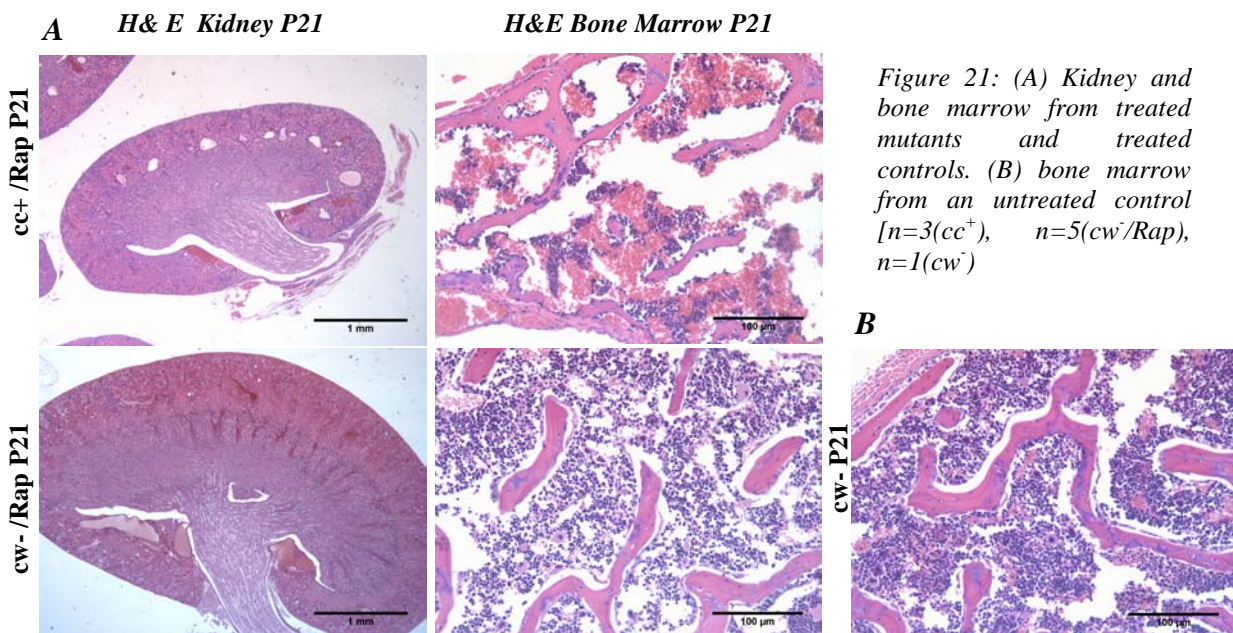 A
H& E Kidney P21
H&E Bone Marrow P21
cc+ /Rap P21
1 mm
100 µm
Figure 21: (A) Kidney and
bone marrow from treated
mutants and treated
controls. (B) bone marrow
from an untreated control
[n=3(cc⁺), n=5(cw⁻/Rap),
n=1(cw⁻)
cw- /Rap P21
1 mm
100 µm
B
cw- P21
100 µm